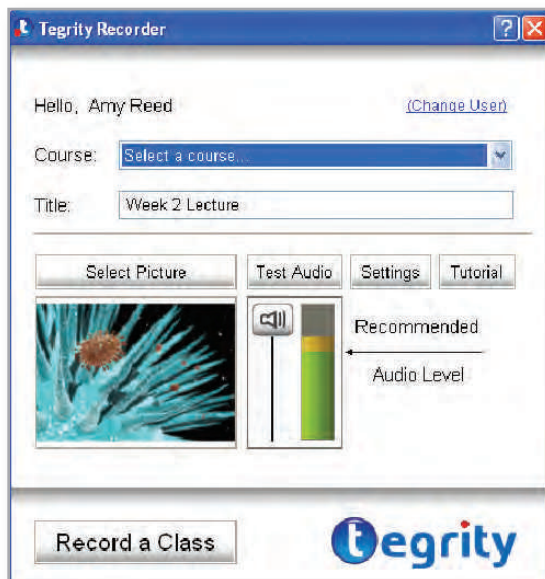 Tegrity Recorder
Hello, Amy Reed
(Change User)
Course:
Select a course...
Title:
Week 2 Lecture
Select Picture
Test Audio
Settings
Tutorial
Recommended
Audio Level
Record a Class
tegrity